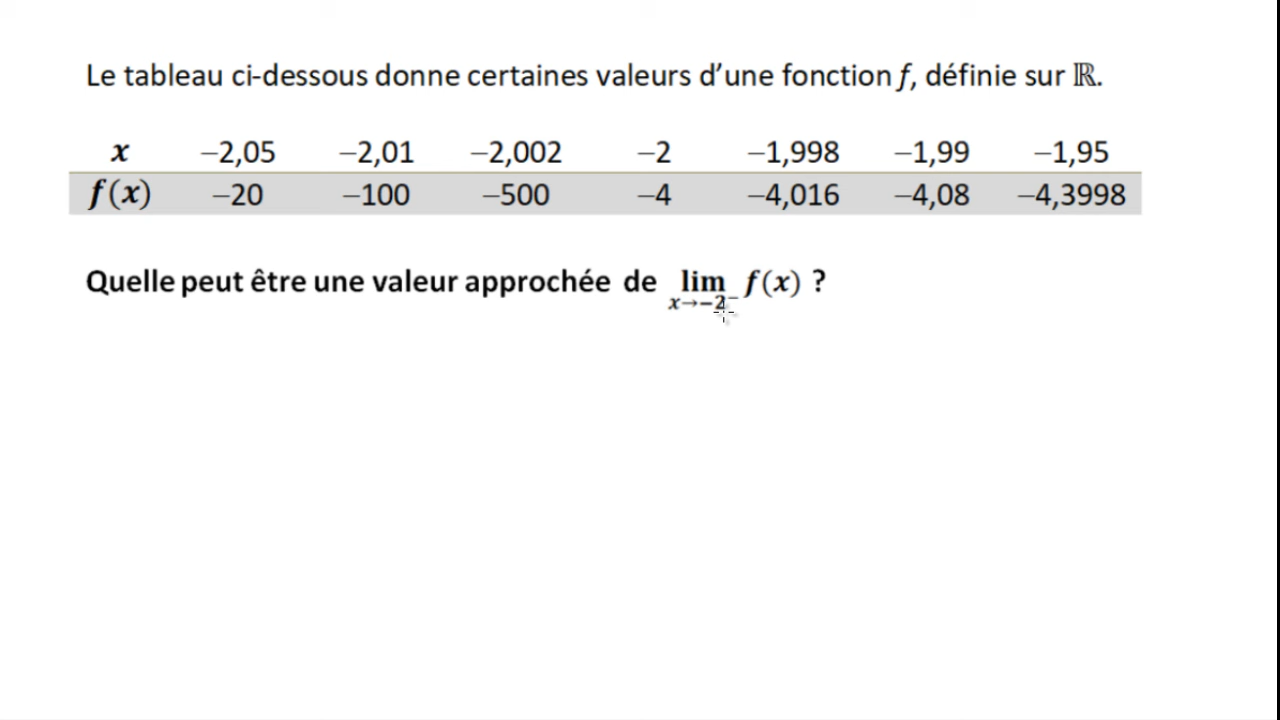 Le tableau ci-dessous donne certaines valeurs d’une fonction f, définie sur ℝ.
x −2,05 −2,01 −2,002 −2 −1,998 −1,99 −1,95
f(x) −20 −100 −500 −4 −4,016 −4,08 −4,3998
Quelle peut être une valeur approchée de lim f(x) ?
x→−2⁻